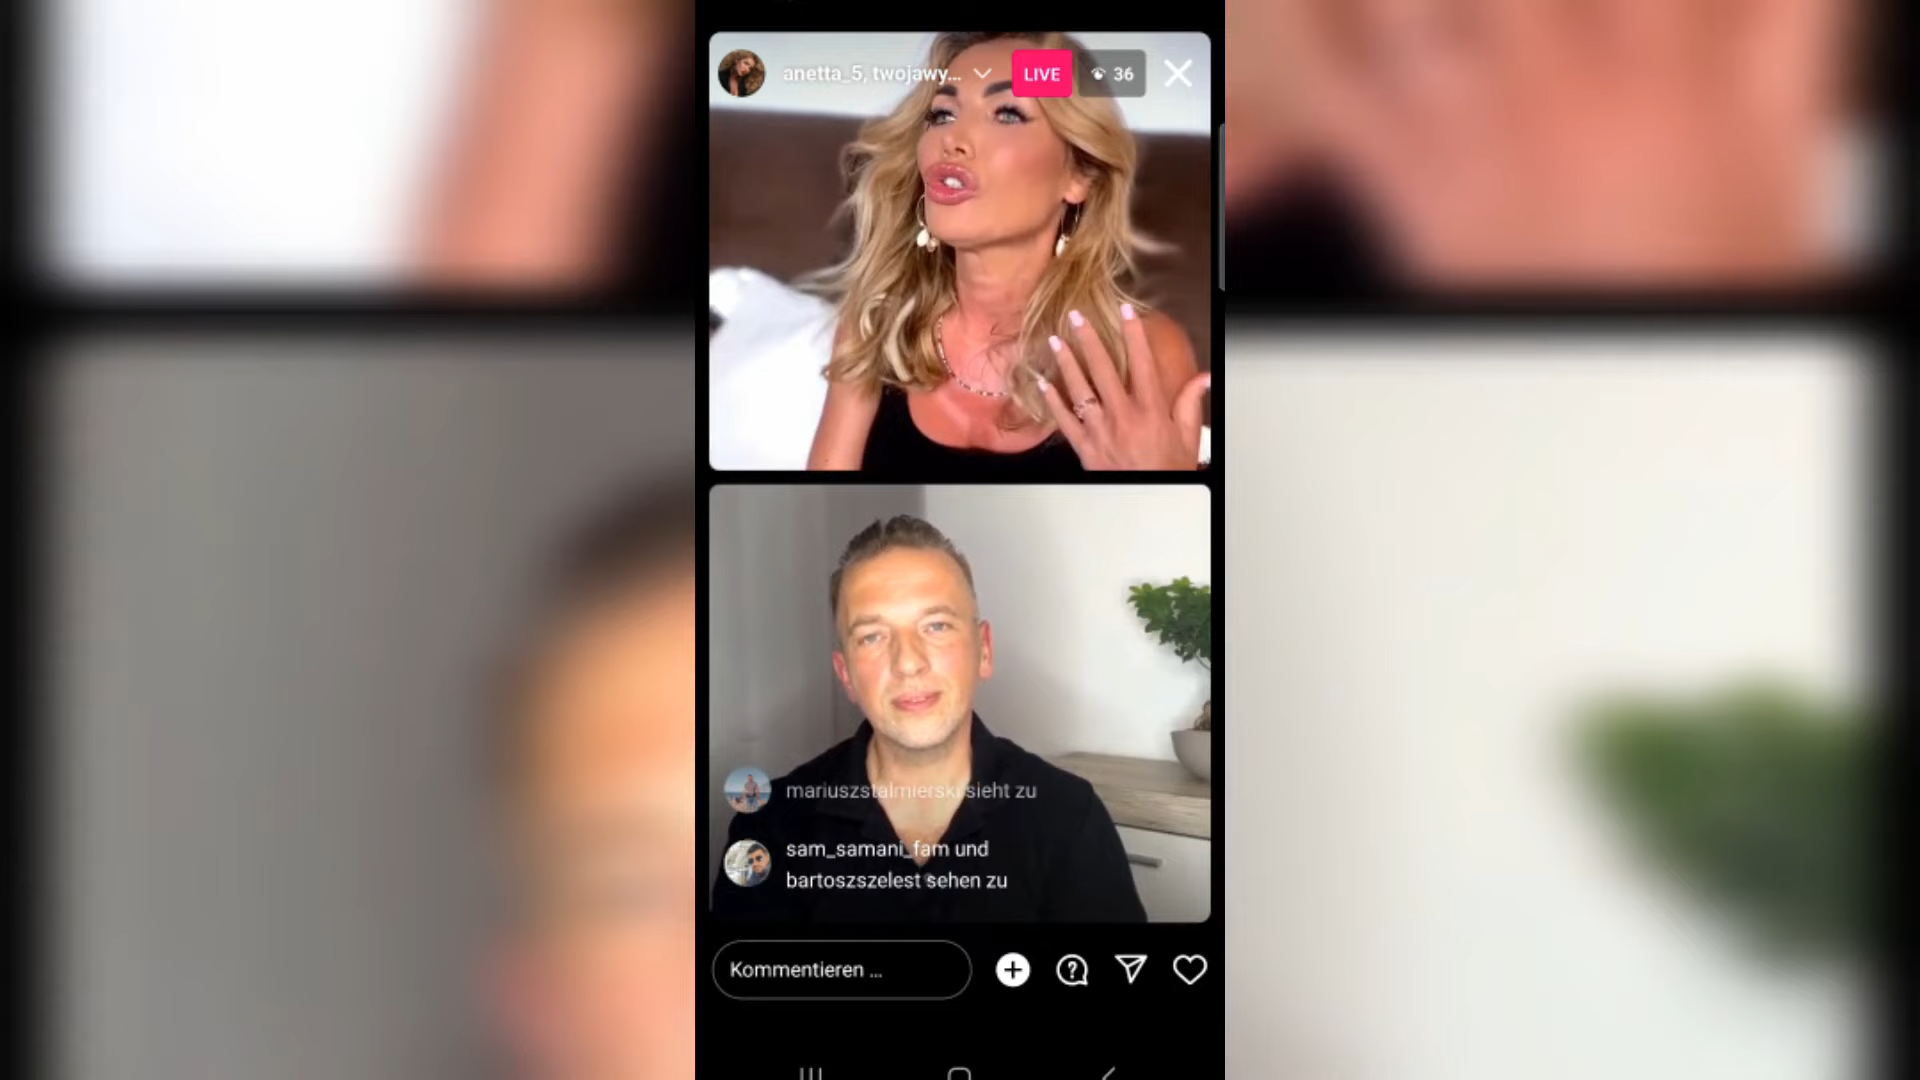 anetta_5, twojawy... LIVE 36
mariuszstalmierski sieht zu
sam_samani_fam und
bartoszszelest sehen zu
Kommentieren ...